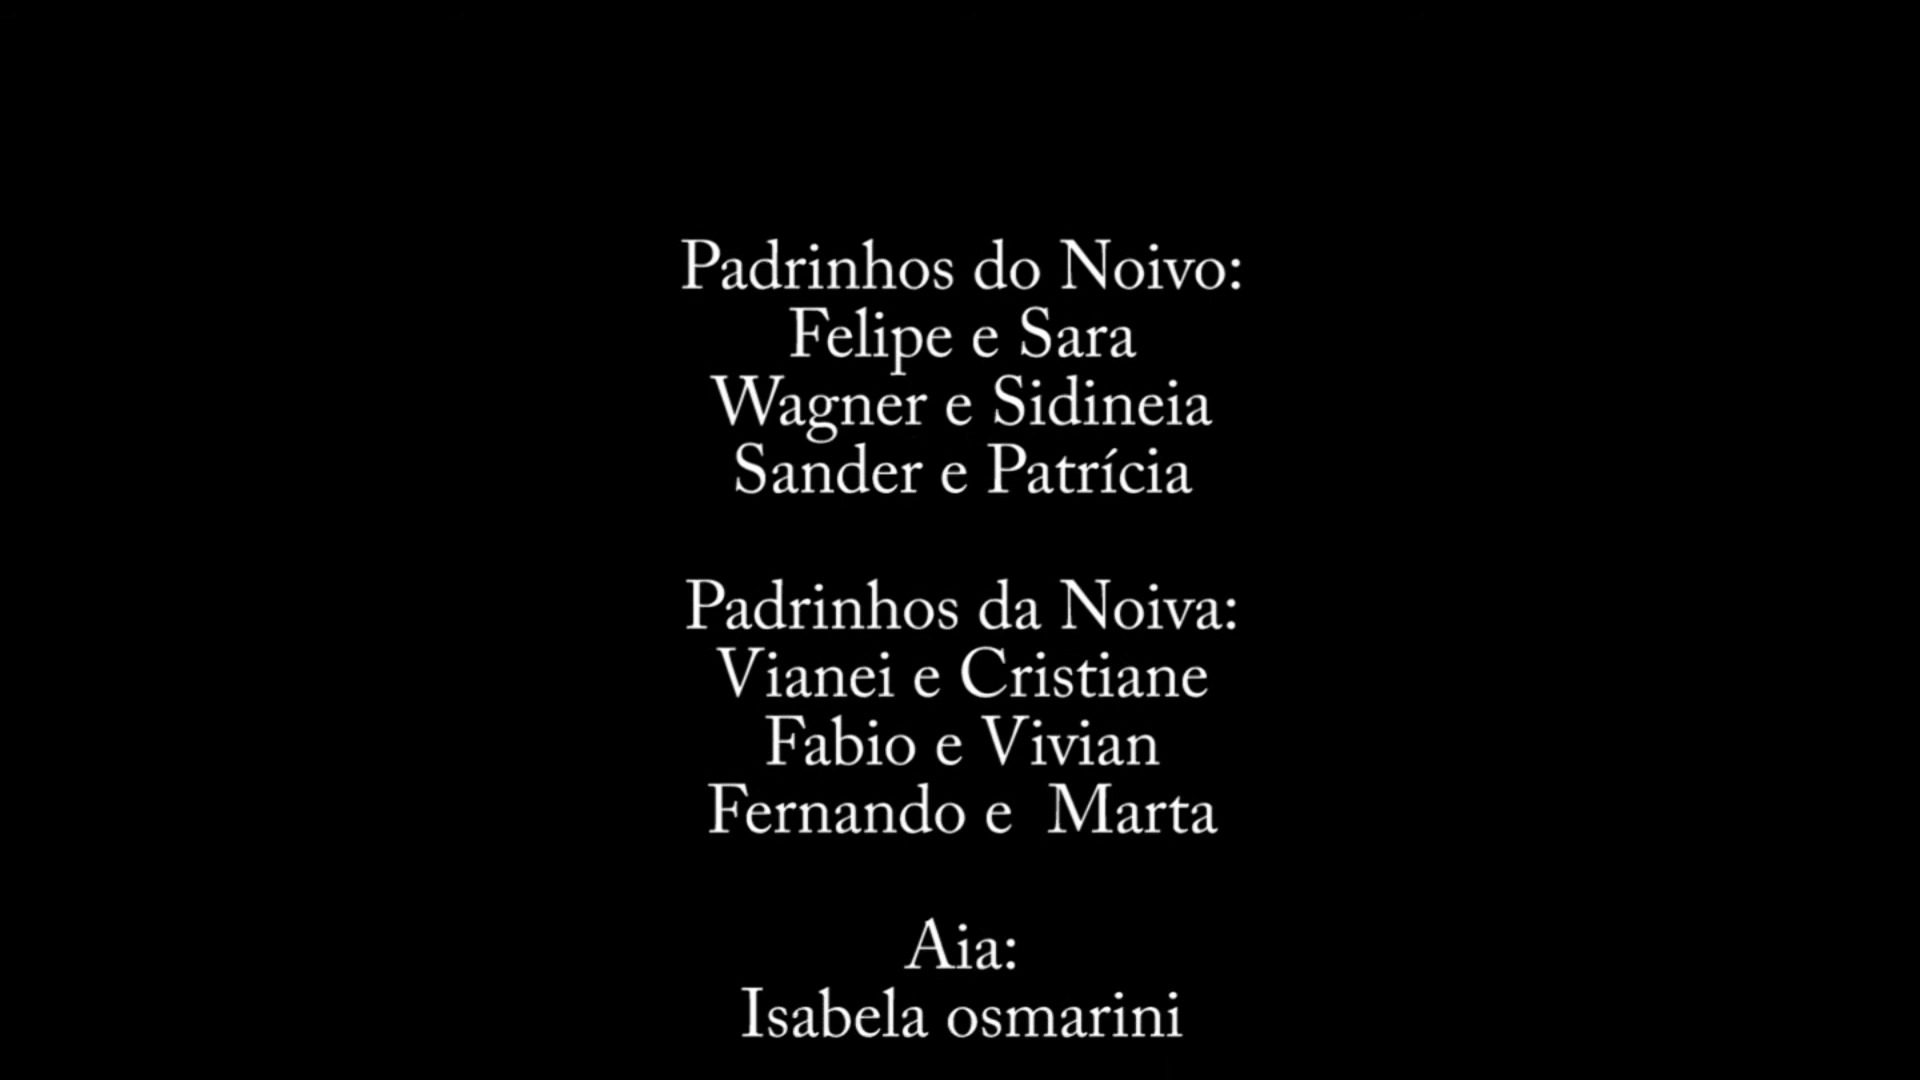 Padrinhos do Noivo:
Felipe e Sara
Wagner e Sidineia
Sander e Patrícia
Padrinhos da Noiva:
Vianei e Cristiane
Fabio e Vivian
Fernando e  Marta
Aia:
Isabela osmarini